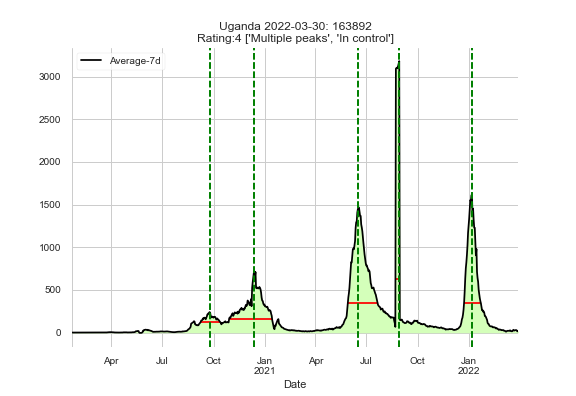 Uganda 2022-03-30: 163892
Rating:4 ['Multiple peaks', 'In control']
Average-7d
3000
2500
2000
1500
1000
500
0
Apr
Jul
Oct
Jan
2021
Apr
Jul
Oct
Jan
2022
Date